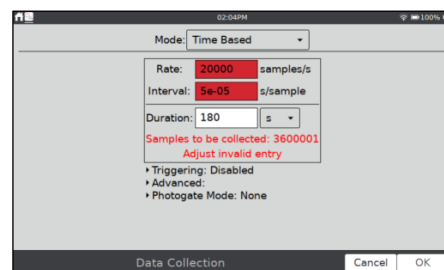 02:04PM 100%
Mode: Time Based
Rate: 20000 samples/s
Interval: 5e-05 s/sample
Duration: 180 s
Samples to be collected: 3600001
Adjust invalid entry
Triggering: Disabled
Advanced:
Photogate Mode: None
Data Collection Cancel OK